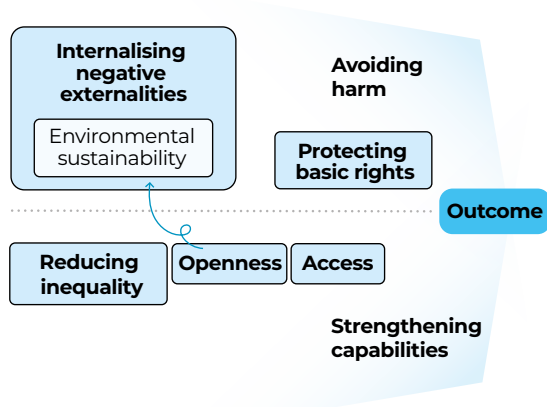 Internalising
negative
externalities
Environmental
sustainability
Avoiding
harm
Protecting
basic rights
Outcome
Reducing
inequality
Openness
Access
Strengthening
capabilities